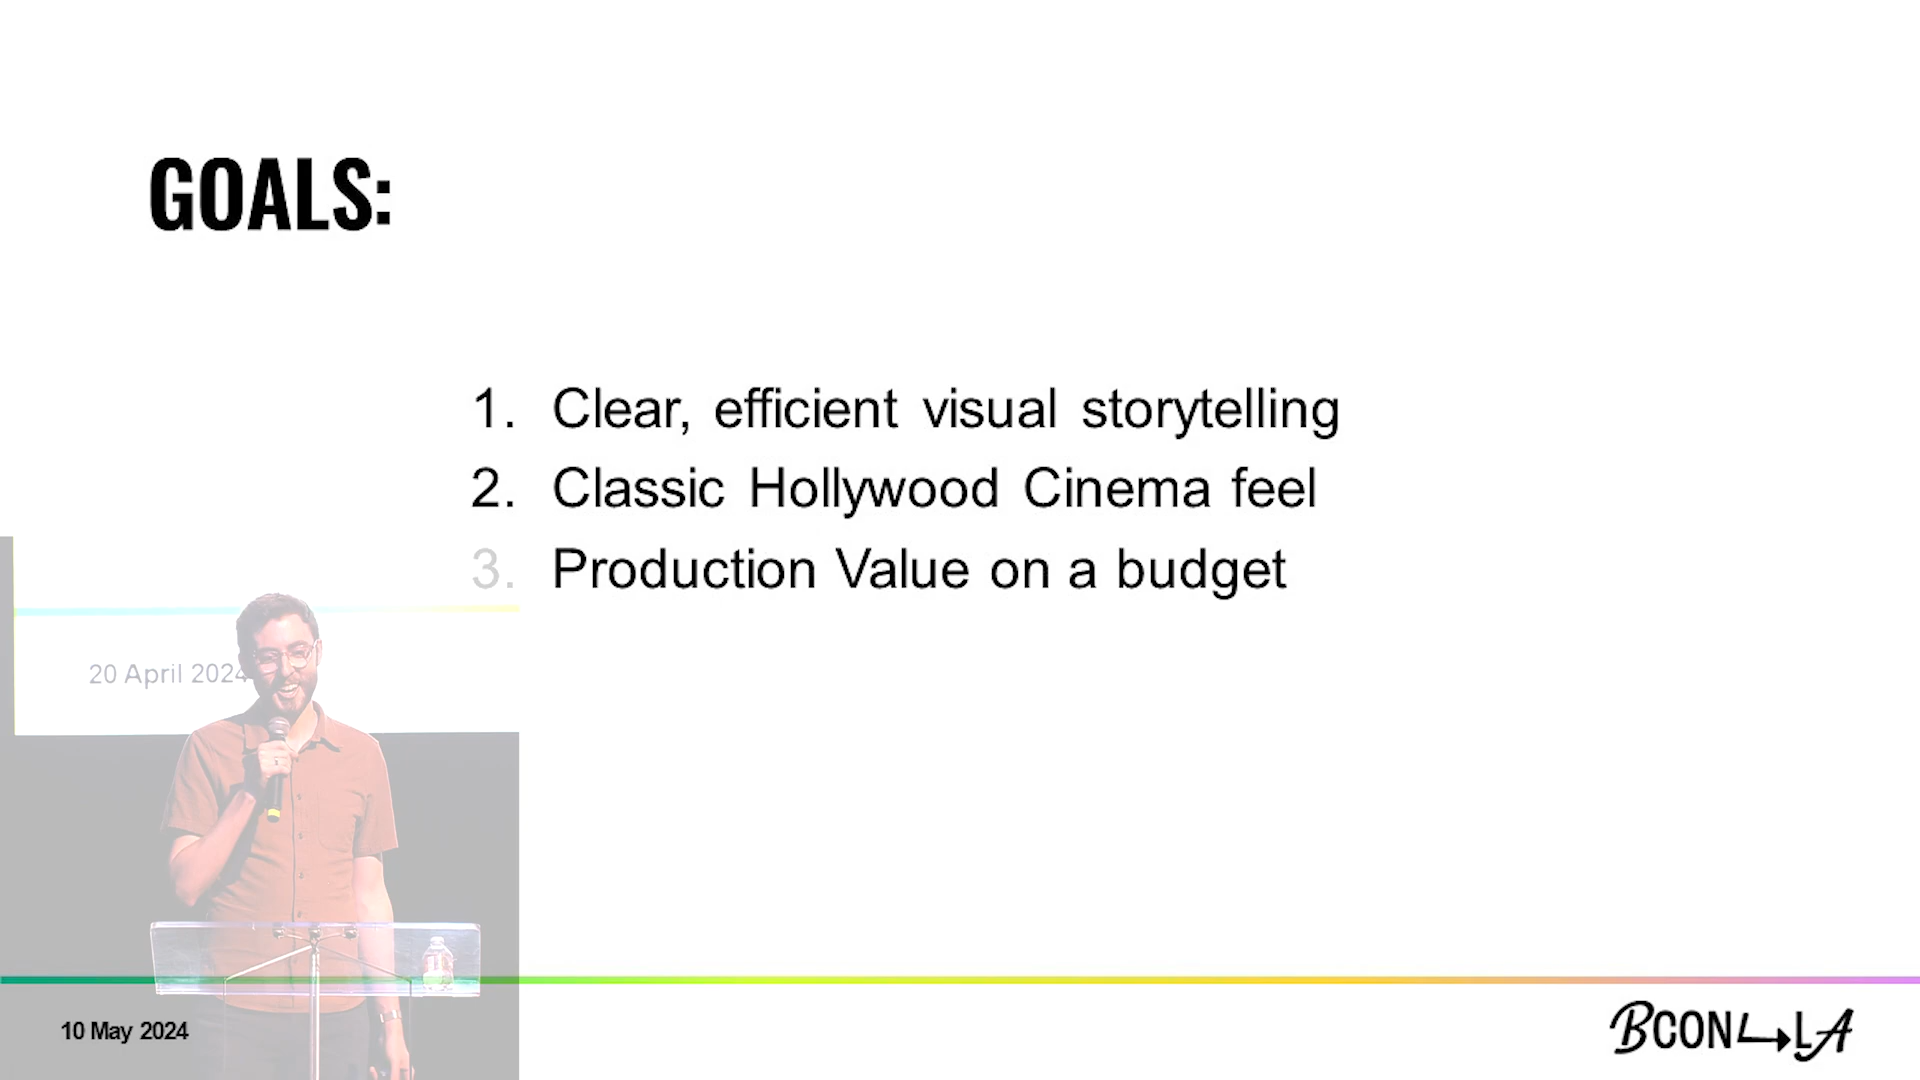 GOALS:
1. Clear, efficient visual storytelling
2. Classic Hollywood Cinema feel
3. Production Value on a budget
20 April 2024
10 May 2024
BCON LA